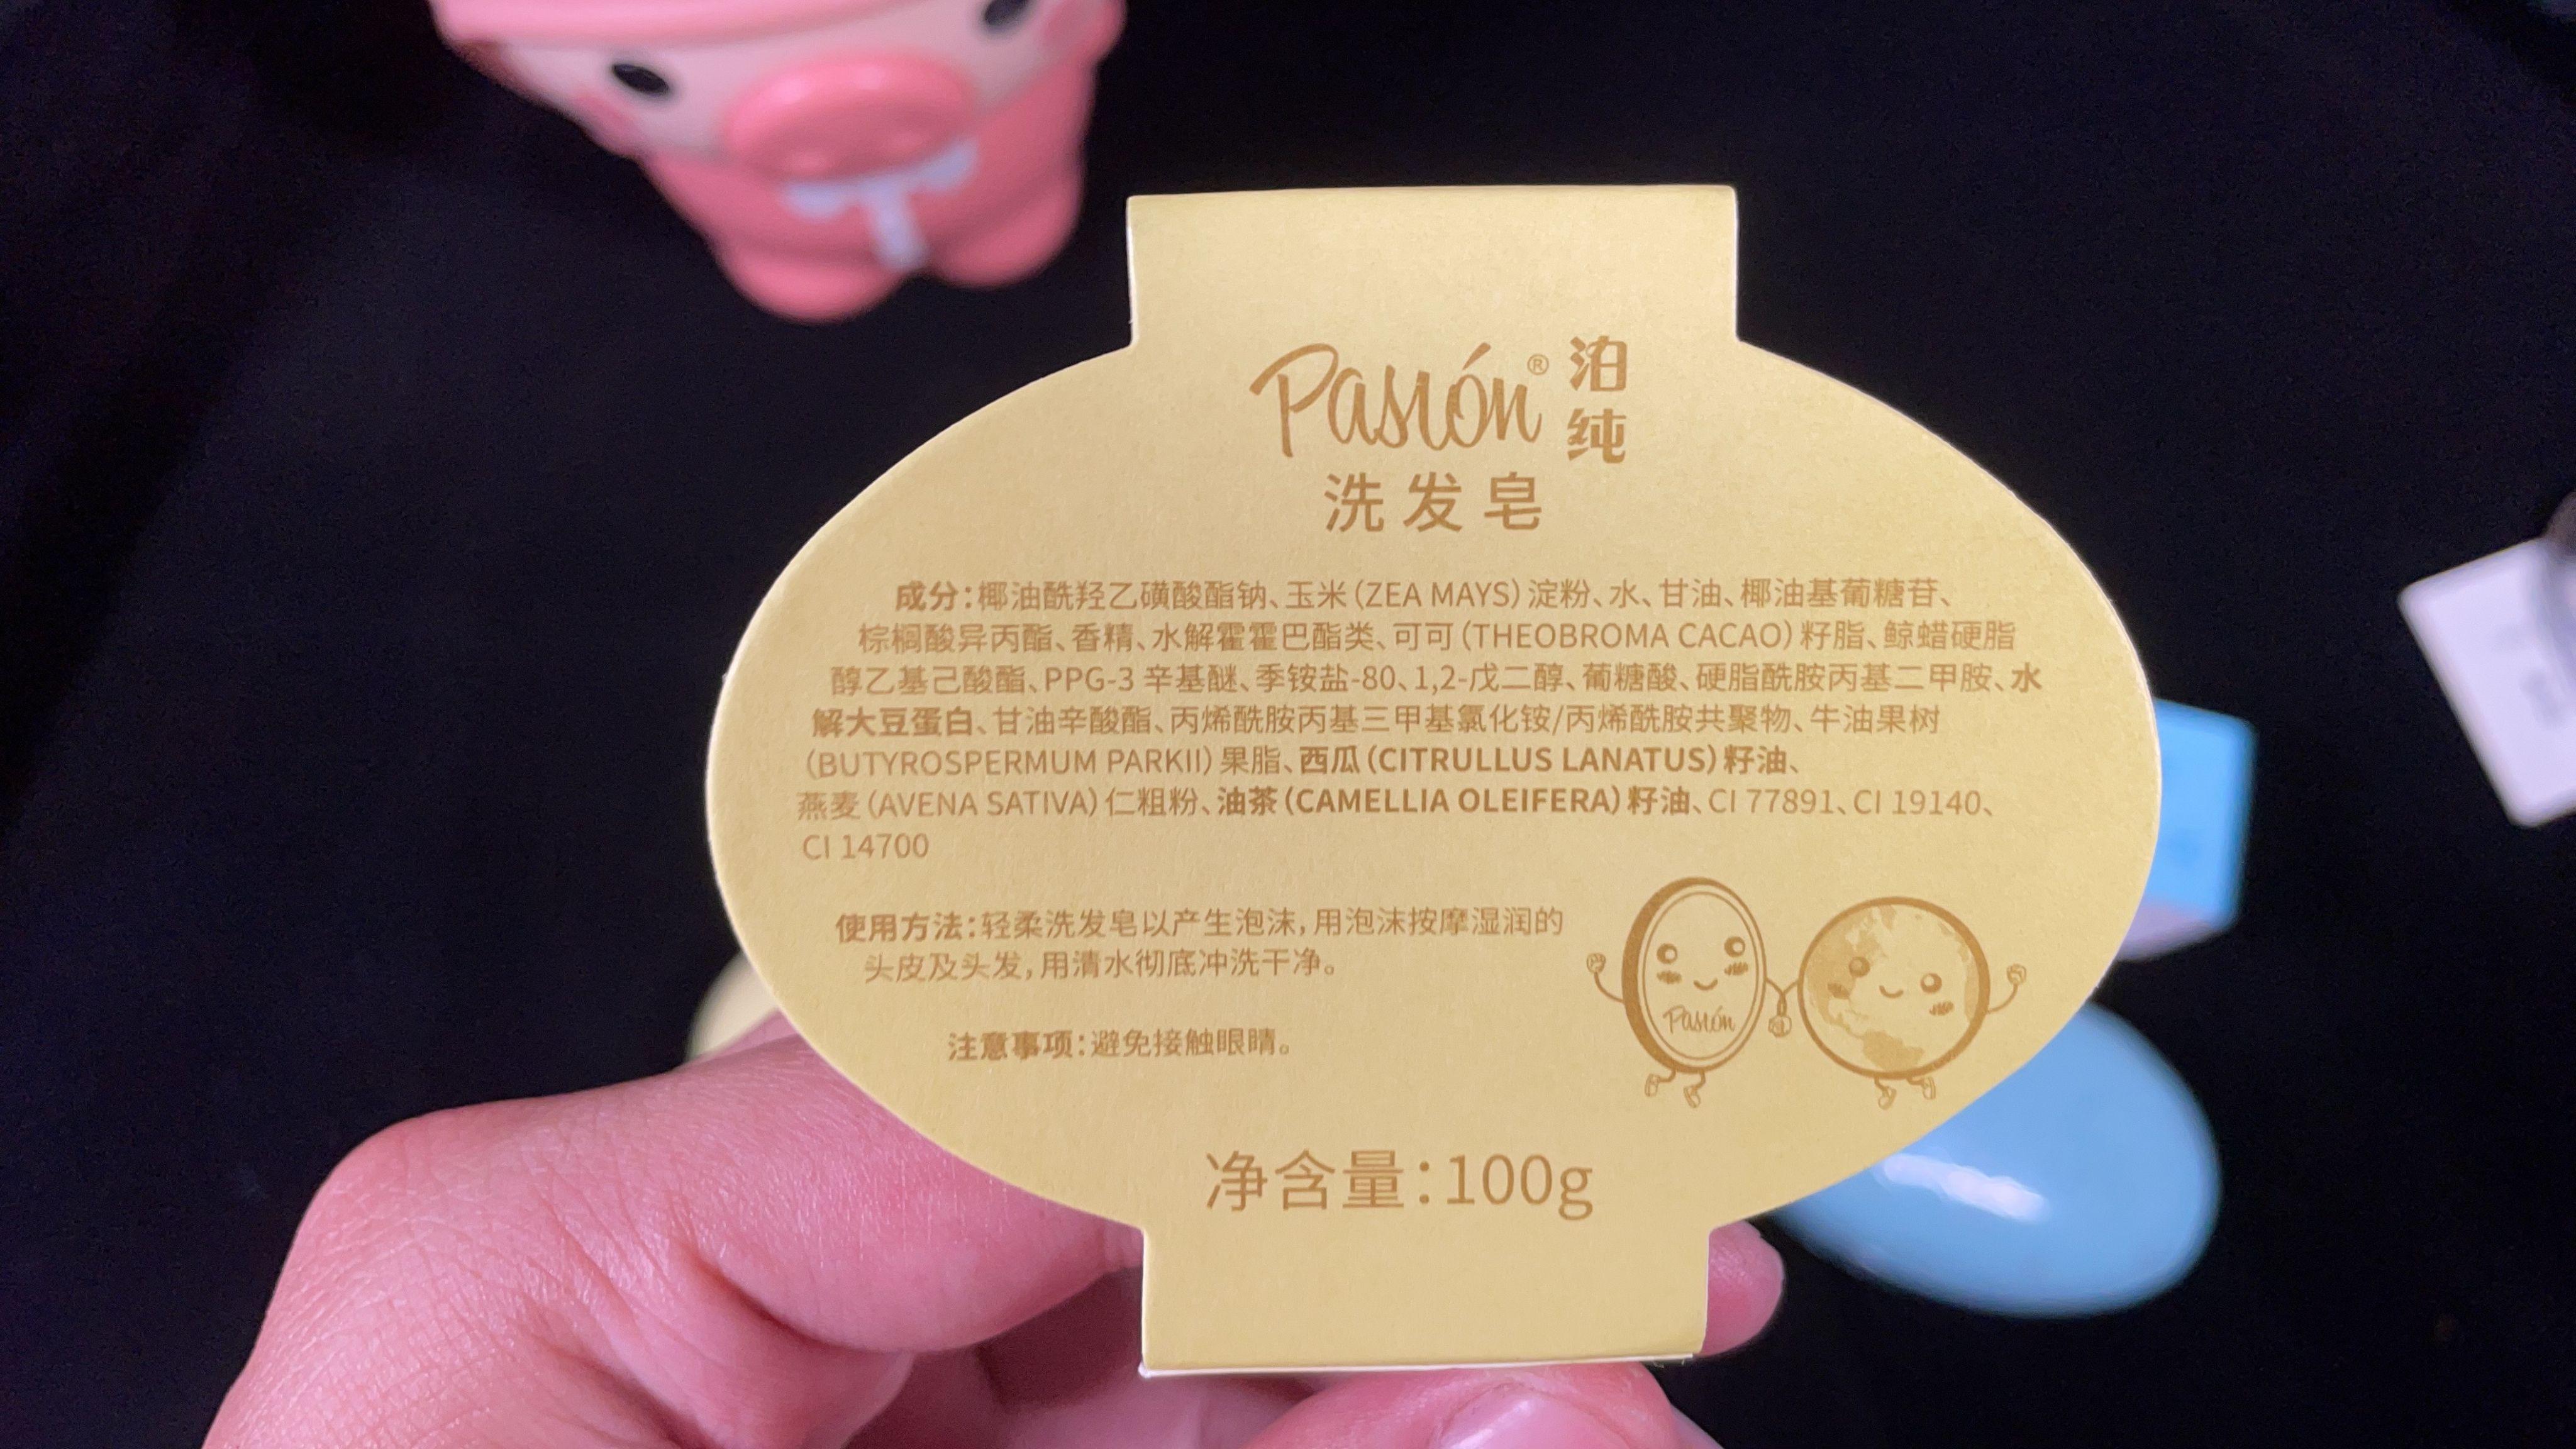 Pasión® 泊纯
洗发皂
成分：椰油酰羟乙磺酸酯钠、玉米（ZEA MAYS）淀粉、水、甘油、椰油基葡糖苷、
棕榈酸异丙酯、香精、水解霍霍巴酯类、可可（THEOBROMA CACAO）籽脂、鲸蜡硬脂
醇乙基己酸酯、PPG-3 辛基醚、季铵盐-80、1,2-戊二醇、葡糖酸、硬脂酰胺丙基二甲胺、水
解大豆蛋白、甘油辛酸酯、丙烯酰胺丙基三甲基氯化铵/丙烯酰胺共聚物、牛油果树
（BUTYROSPERMUM PARKII）果脂、西瓜（CITRULLUS LANATUS）籽油、
燕麦（AVENA SATIVA）仁粗粉、油茶（CAMELLIA OLEIFERA）籽油、CI 77891、CI 19140、
CI 14700
使用方法：轻柔洗发皂以产生泡沫，用泡沫按摩湿润的
头皮及头发，用清水彻底冲洗干净。
Pasión
注意事项：避免接触眼睛。
净含量：100g